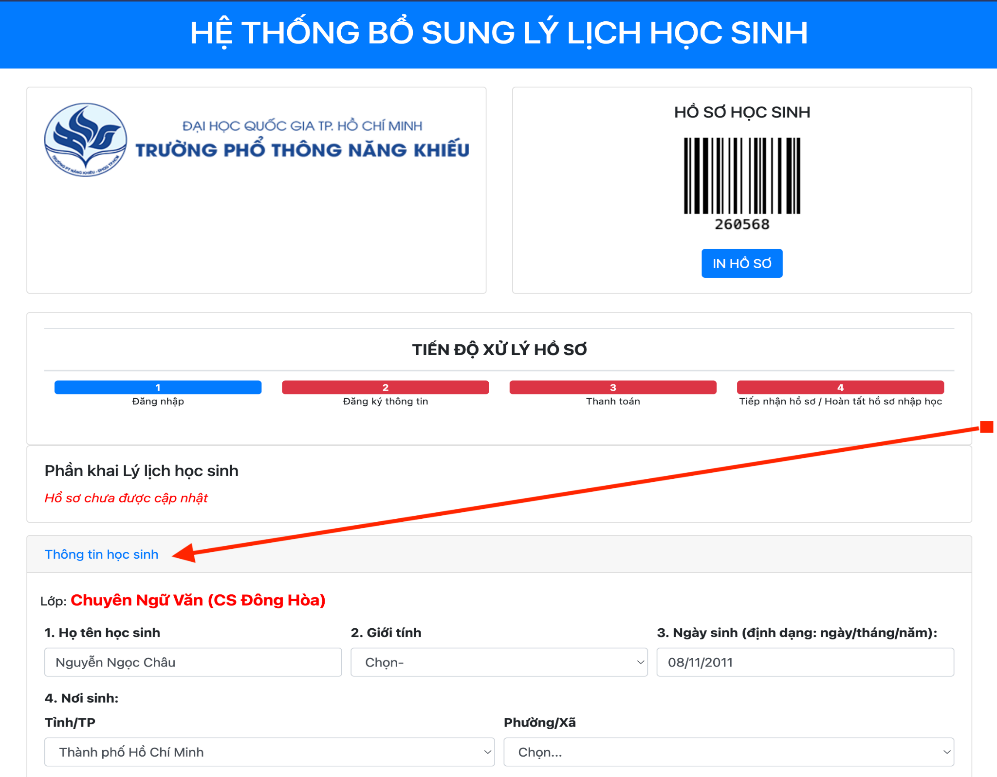 HỆ THỐNG BỔ SUNG LÝ LỊCH HỌC SINH
ĐẠI HỌC QUỐC GIA TP. HỒ CHÍ MINH
TRƯỜNG PHỔ THÔNG NĂNG KHIẾU
HỒ SƠ HỌC SINH
260568
IN HỒ SƠ
TIẾN ĐỘ XỬ LÝ HỒ SƠ
1 2 3 4
Đăng nhập Đăng ký thông tin Thanh toán Tiếp nhận hồ sơ / Hoàn tất hồ sơ nhập học
Phần khai Lý lịch học sinh
Hồ sơ chưa được cập nhật
Thông tin học sinh
Lớp: Chuyên Ngữ Văn (CS Đông Hòa)
1. Họ tên học sinh 2. Giới tính 3. Ngày sinh (định dạng: ngày/tháng/năm):
Nguyễn Ngọc Châu Chọn- 08/11/2011
4. Nơi sinh:
Tỉnh/TP Phường/Xã
Thành phố Hồ Chí Minh Chọn...